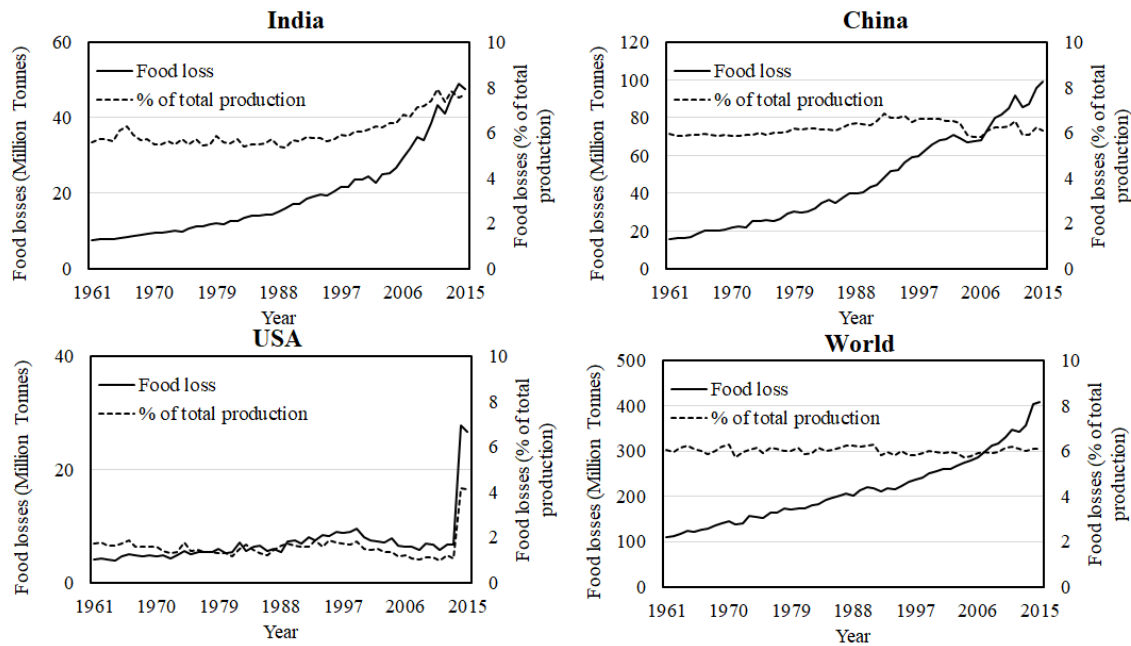 India
Food losses (Million Tonnes)
60
40
20
0
Food loss
% of total production
10
8
6
4
2
0
Food losses (% of total
production)
1961 1970 1979 1988 1997 2006 2015
Year
China
Food losses (Million Tonnes)
120
100
80
60
40
20
0
Food loss
% of total production
10
8
6
4
2
0
Food losses (% of total
production)
1961 1970 1979 1988 1997 2006 2015
Year
USA
Food losses (Million Tonnes)
40
20
0
Food loss
% of total production
10
8
6
4
2
0
Food losses (% of total
production)
1961 1970 1979 1988 1997 2006 2015
Year
World
Food losses (Million Tonnes)
500
400
300
200
100
0
Food loss
% of total production
10
8
6
4
2
0
Food losses (% of total
production)
1961 1970 1979 1988 1997 2006 2015
Year